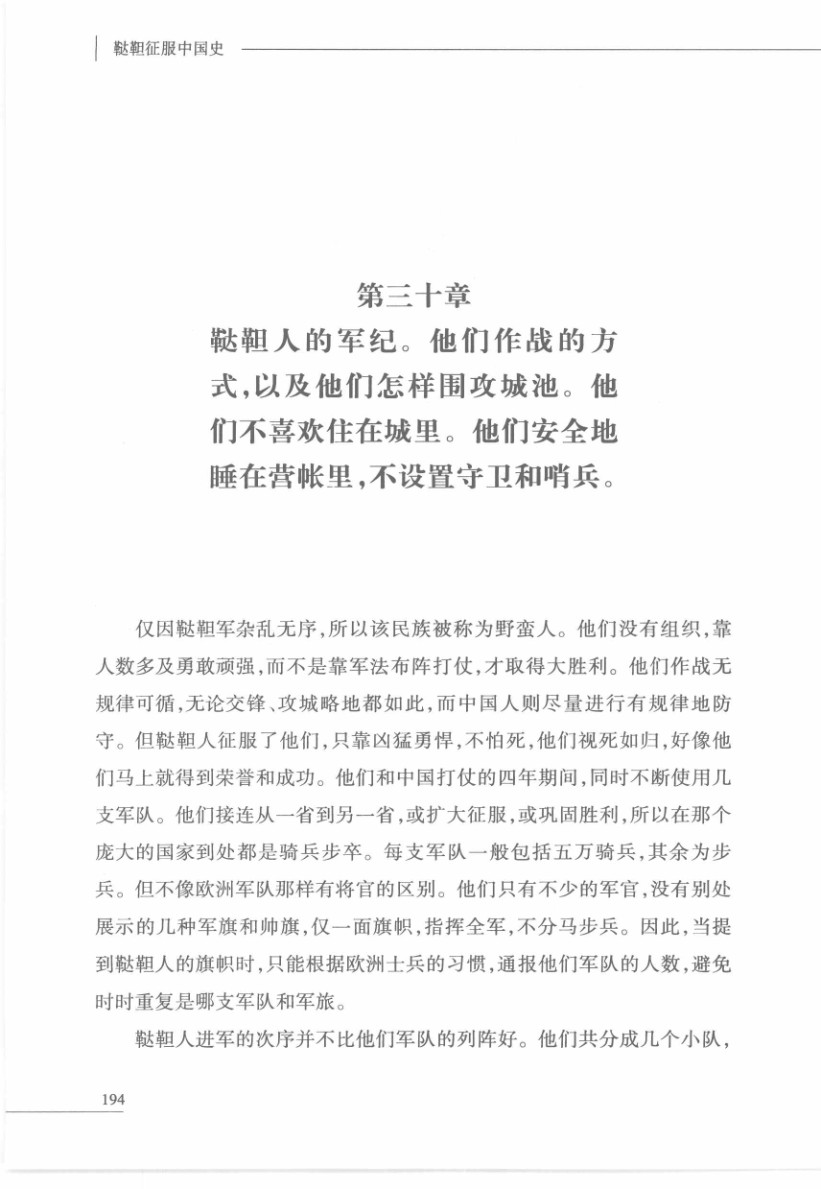 鞑靼征服中国史
第三十章
鞑靼人的军纪。他们作战的方
式,以及他们怎样围攻城池。他
们不喜欢住在城里。他们安全地
睡在营帐里,不设置守卫和哨兵。
仅因鞑靼军杂乱无序,所以该民族被称为野蛮人。他们没有组织,靠
人数多及勇敢顽强,而不是靠军法布阵打仗,才取得大胜利。他们作战无
规律可循,无论交锋、攻城略地都如此,而中国人则尽量进行有规律地防
守。但鞑靼人征服了他们,只靠凶猛勇悍,不怕死,他们视死如归,好像他
们马上就得到荣誉和成功。他们和中国打仗的四年期间,同时不断使用几
支军队。他们接连从一省到另一省,或扩大征服,或巩固胜利,所以在那个
庞大的国家到处都是骑兵步卒。每支军队一般包括五万骑兵,其余为步
兵。但不像欧洲军队那样有将官的区别。他们只有不少的军官,没有别处
展示的几种军旗和帅旗,仅一面旗帜,指挥全军,不分马步兵。因此,当提
到鞑靼人的旗帜时,只能根据欧洲士兵的习惯,通报他们军队的人数,避免
时时重复是哪支军队和军旅。
鞑靼人进军的次序并不比他们军队的列阵好。他们共分成几个小队,
194